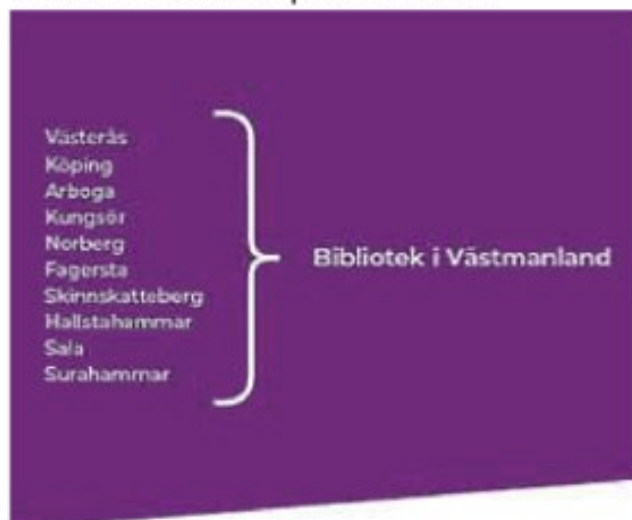 Västerås
Köping
Arboga
Kungsör
Norberg
Fagersta
Skinnskatteberg
Hallstahammar
Sala
Surahammar
Bibliotek i Västmanland